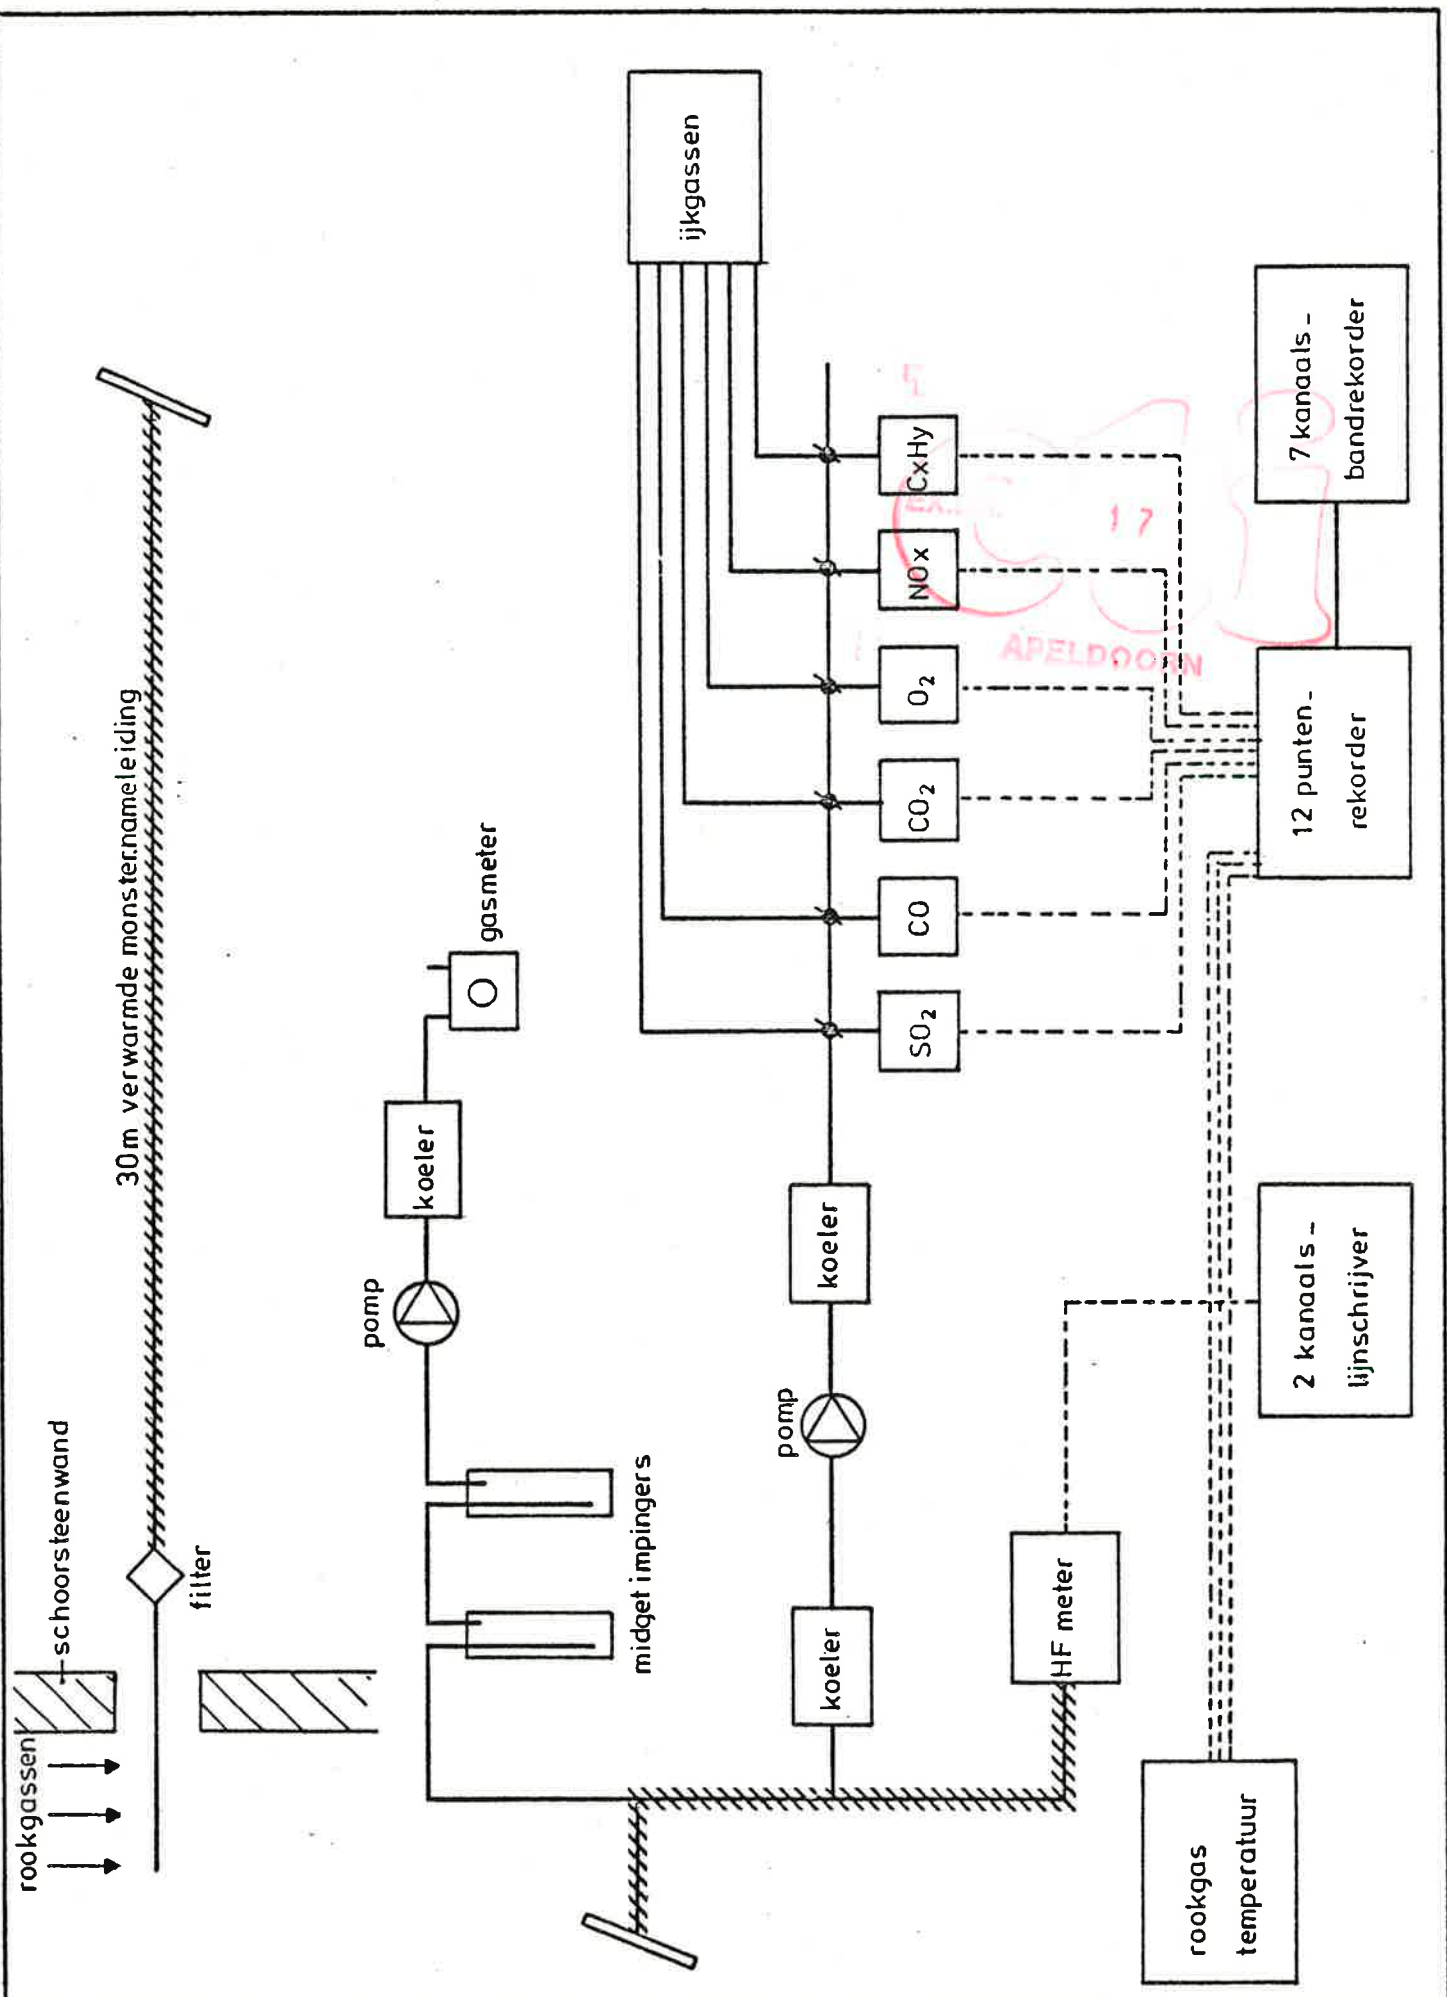 rookgassen
schoorsteenwand
filter
30m verwarmde monsternameleiding
midget impingers
pomp
koeler
gasmeter
koeler
pomp
koeler
ijkgassen
SO2
CO
CO2
O2
NOx
CxHy
HF meter
rookgas
temperatuur
2 kanaals-
lijnschrijver
12 punten-
rekorder
7 kanaals-
bandrekorder
17
APELDOORN